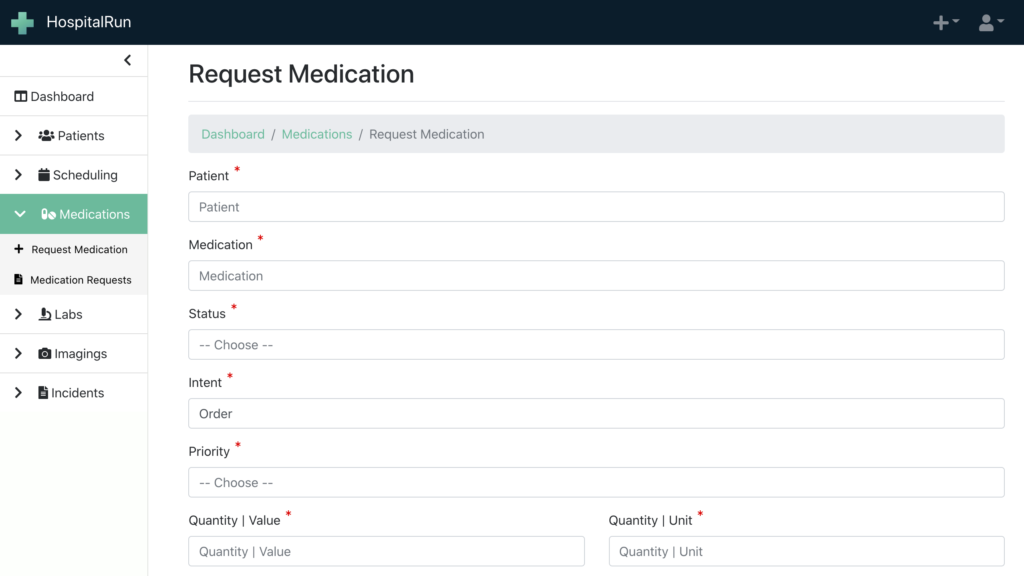 HospitalRun
Dashboard
Patients
Scheduling
Medications
Request Medication
Medication Requests
Labs
Imagings
Incidents
Request Medication
Dashboard / Medications / Request Medication
Patient *
Patient
Medication *
Medication
Status *
-- Choose --
Intent *
Order
Priority *
-- Choose --
Quantity | Value * Quantity | Unit *
Quantity | Value Quantity | Unit